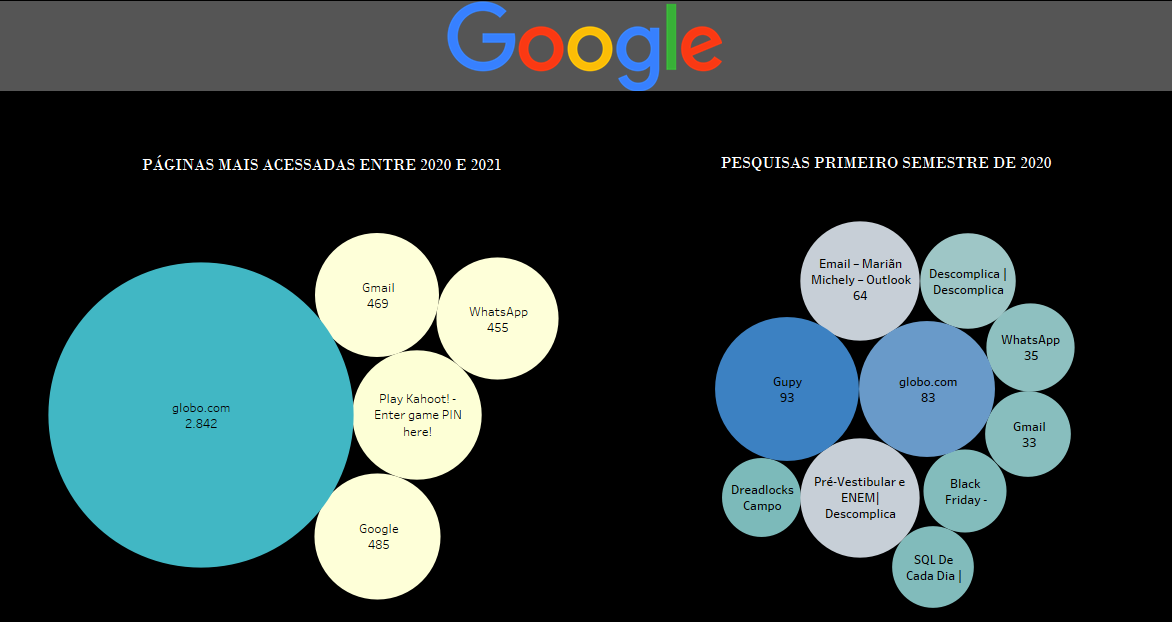 Google
PÁGINAS MAIS ACESSADAS ENTRE 2020 E 2021
globo.com
2.842
Gmail
469
WhatsApp
455
Play Kahoot! -
Enter game PIN
here!
Google
485
PESQUISAS PRIMEIRO SEMESTRE DE 2020
Email – Mariãn
Michely – Outlook
64
Descomplica |
Descomplica
WhatsApp
35
Gupy
93
globo.com
83
Gmail
33
Dreadlocks
Campo
Pré-Vestibular e
ENEM|
Descomplica
Black
Friday -
SQL De
Cada Dia |